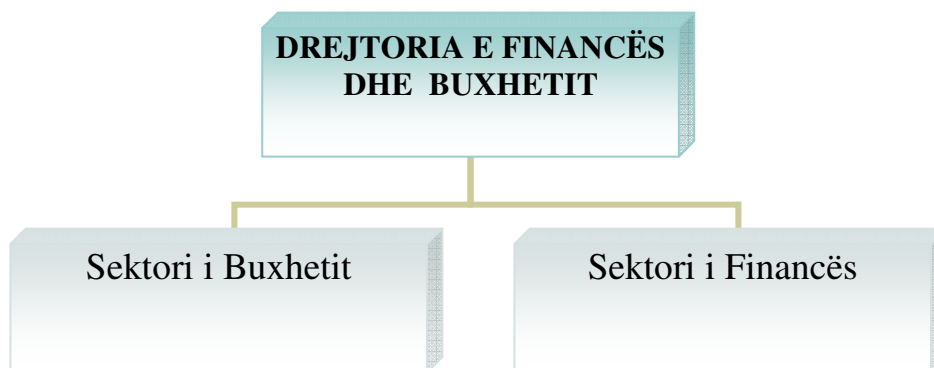 DREJTORIA E FINANCËS
DHE BUXHETIT
Sektori i Buxhetit
Sektori i Financës